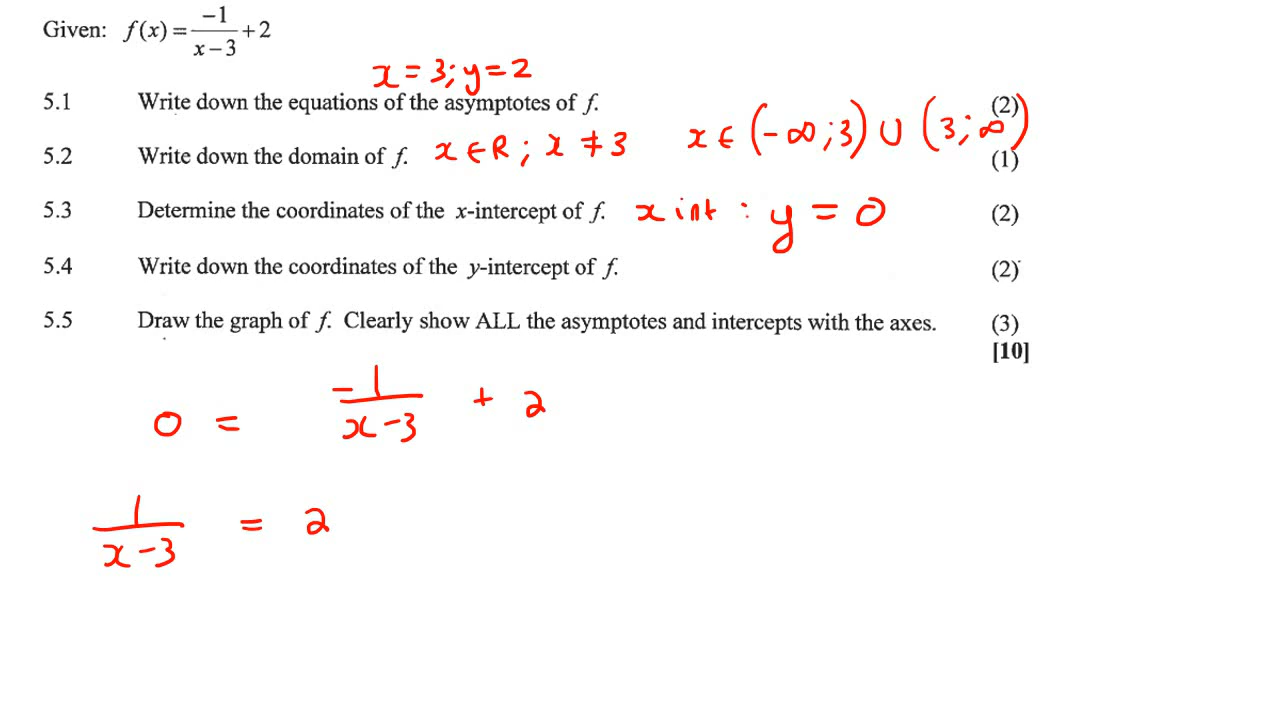 Given: f(x) = -1/(x-3) + 2
x = 3; y = 2
5.1 Write down the equations of the asymptotes of f. (2)
x ∈ (-∞; 3) ∪ (3; ∞)
5.2 Write down the domain of f. x ∈ R; x ≠ 3 (1)
5.3 Determine the coordinates of the x-intercept of f. x int : y = 0 (2)
5.4 Write down the coordinates of the y-intercept of f. (2)
5.5 Draw the graph of f. Clearly show ALL the asymptotes and intercepts with the axes. (3)
[10]
0 = -1/(x-3) + 2
1/(x-3) = 2